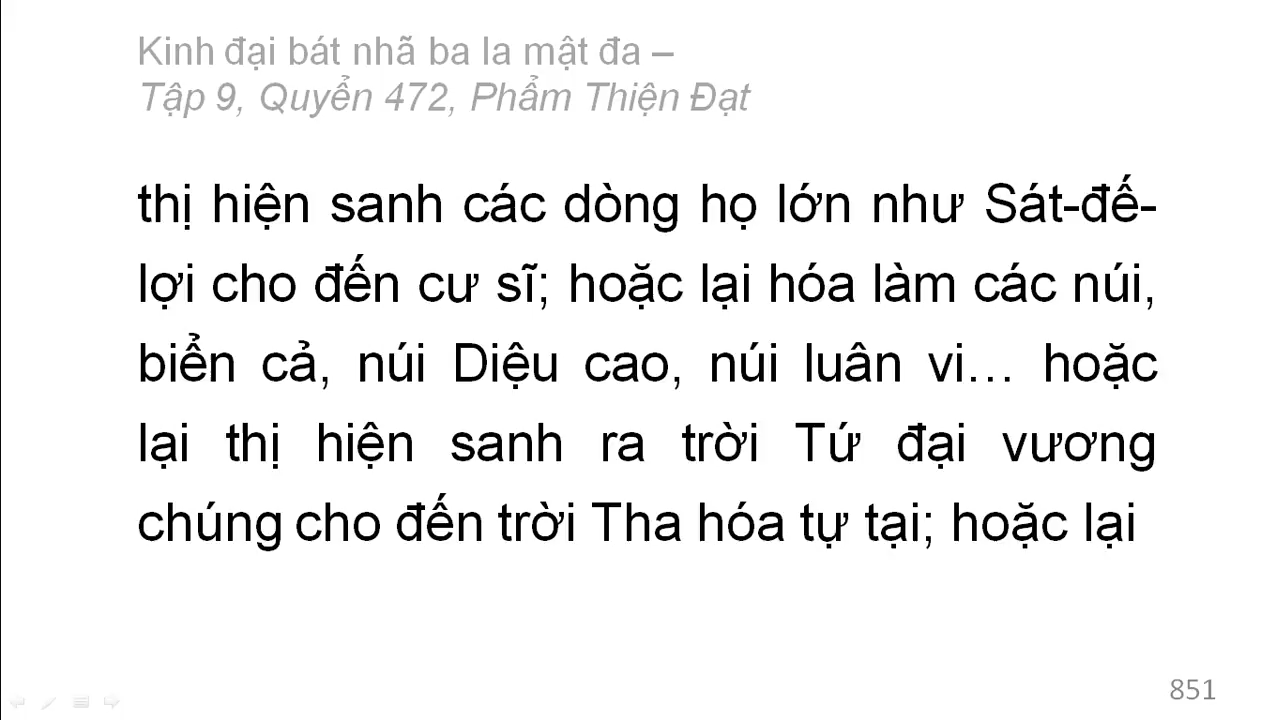 Kinh đại bát nhã ba la mật đa –
Tập 9, Quyển 472, Phẩm Thiện Đạt
thị hiện sanh các dòng họ lớn như Sát-đế-
lợi cho đến cư sĩ; hoặc lại hóa làm các núi,
biển cả, núi Diệu cao, núi luân vi… hoặc
lại thị hiện sanh ra trời Tứ đại vương
chúng cho đến trời Tha hóa tự tại; hoặc lại
851